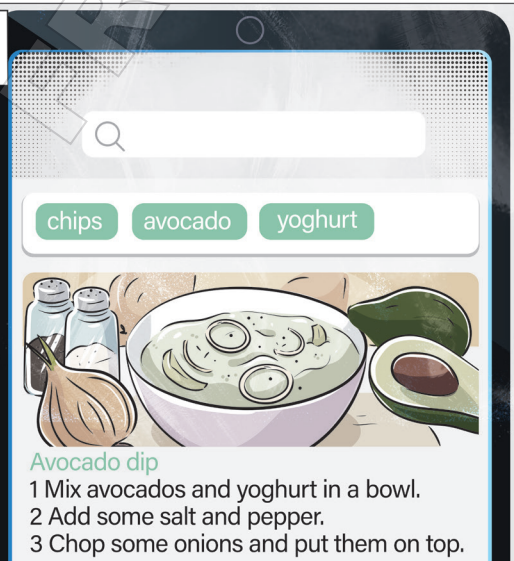 chips
avocado
yoghurt
Avocado dip
1 Mix avocados and yoghurt in a bowl.
2 Add some salt and pepper.
3 Chop some onions and put them on top.